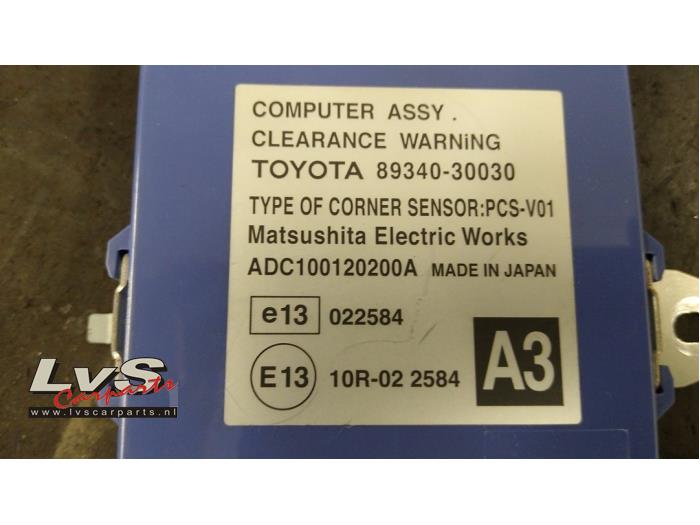 COMPUTER ASSY .
CLEARANCE WARNiNG
TOYOTA 89340-30030
TYPE OF CORNER SENSOR:PCS-V01
Matsushita Electric Works
ADC100120200A MADE IN JAPAN
e13 022584
E13 10R-02 2584
A3
LvS
Carparts
www.lvscarparts.nl